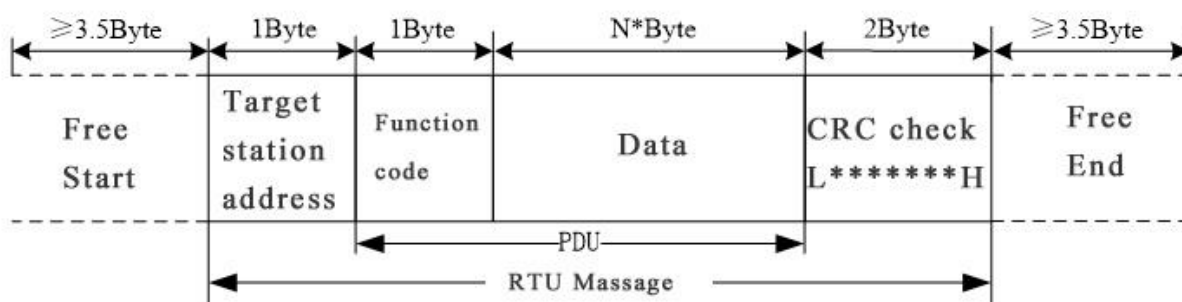 ≥3.5Byte 1Byte 1Byte N*Byte 2Byte ≥3.5Byte
Free
Start
Target
station
address
Function
code
Data
CRC check
L*******H
Free
End
PDU
RTU Massage